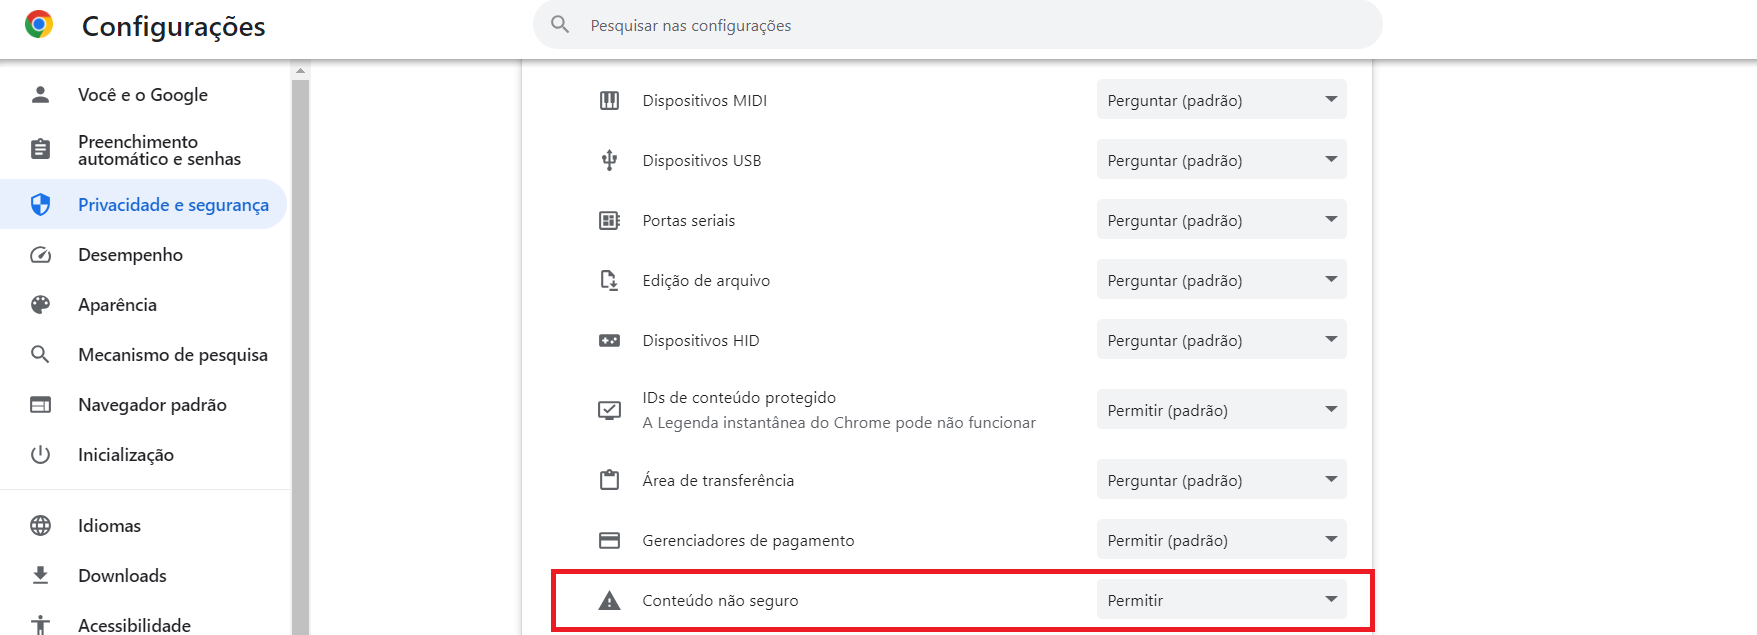 Configurações
Pesquisar nas configurações
Você e o Google
Preenchimento
automático e senhas
Privacidade e segurança
Desempenho
Aparência
Mecanismo de pesquisa
Navegador padrão
Inicialização
Idiomas
Downloads
Acessibilidade
Dispositivos MIDI Perguntar (padrão)
Dispositivos USB Perguntar (padrão)
Portas seriais Perguntar (padrão)
Edição de arquivo Perguntar (padrão)
Dispositivos HID Perguntar (padrão)
IDs de conteúdo protegido
A Legenda instantânea do Chrome pode não funcionar
Permitir (padrão)
Área de transferência Perguntar (padrão)
Gerenciadores de pagamento Permitir (padrão)
Conteúdo não seguro Permitir